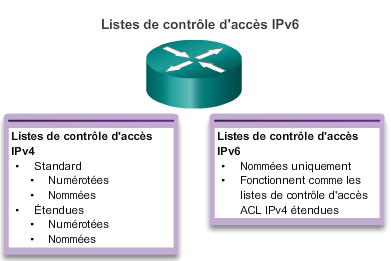 Listes de contrôle d'accès IPv6
Listes de contrôle d'accès
IPv4
• Standard
• Numérotées
• Nommées
• Étendues
• Numérotées
• Nommées
Listes de contrôle d'accès
IPv6
• Nommées uniquement
• Fonctionnent comme les
listes de contrôle d'accès
ACL IPv4 étendues